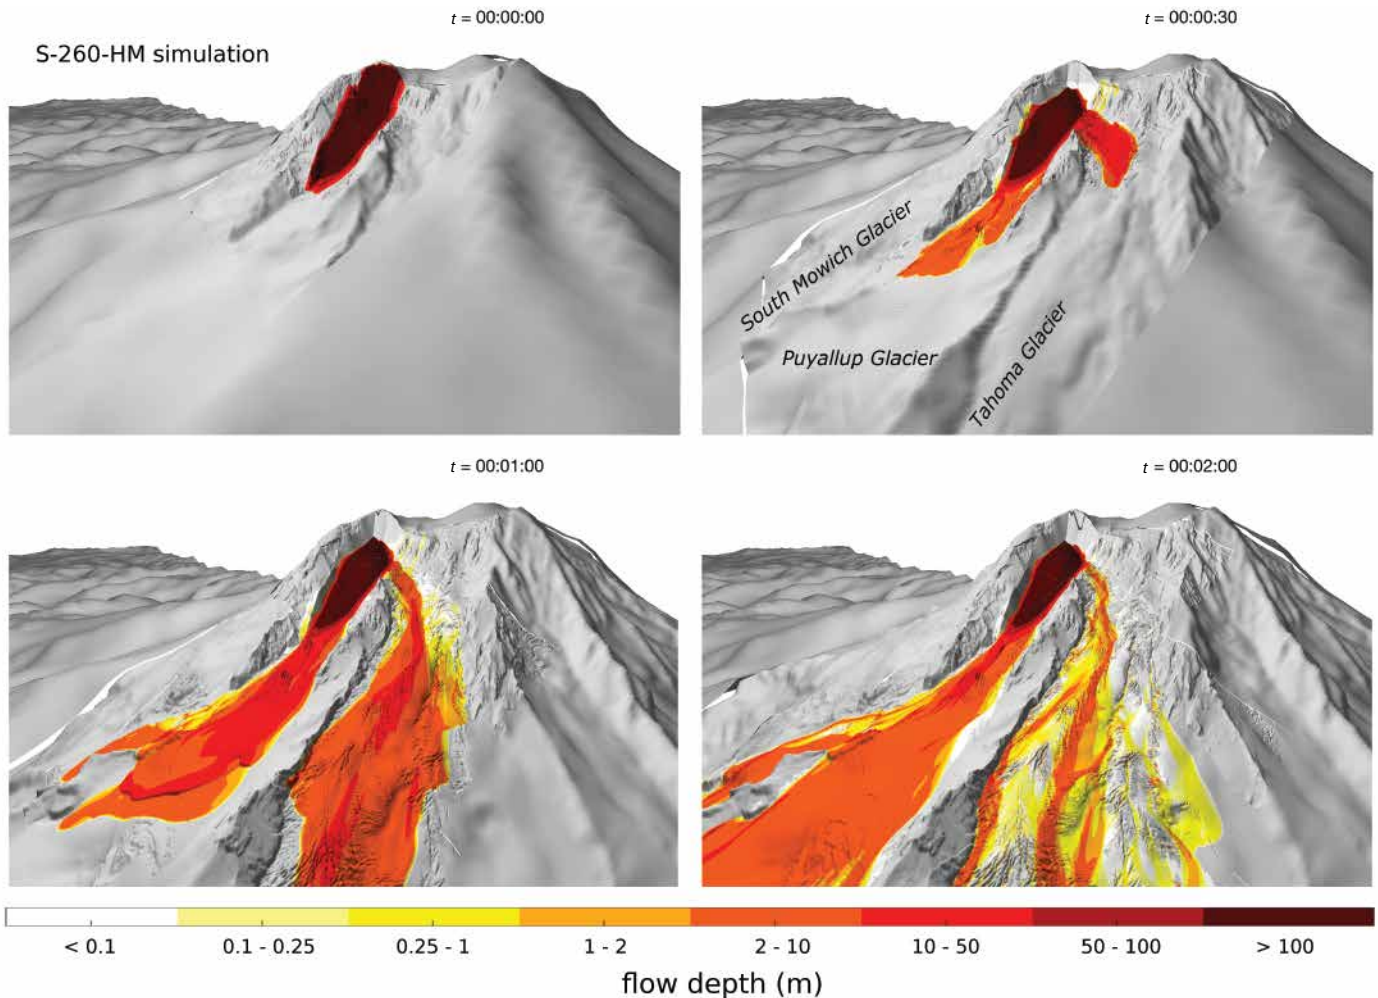 t = 00:00:00
t = 00:00:30
S-260-HM simulation
South Mowich Glacier
Puyallup Glacier
Tahoma Glacier
t = 00:01:00
t = 00:02:00
< 0.1
0.1 - 0.25
0.25 - 1
1 - 2
2 - 10
10 - 50
50 - 100
> 100
flow depth (m)